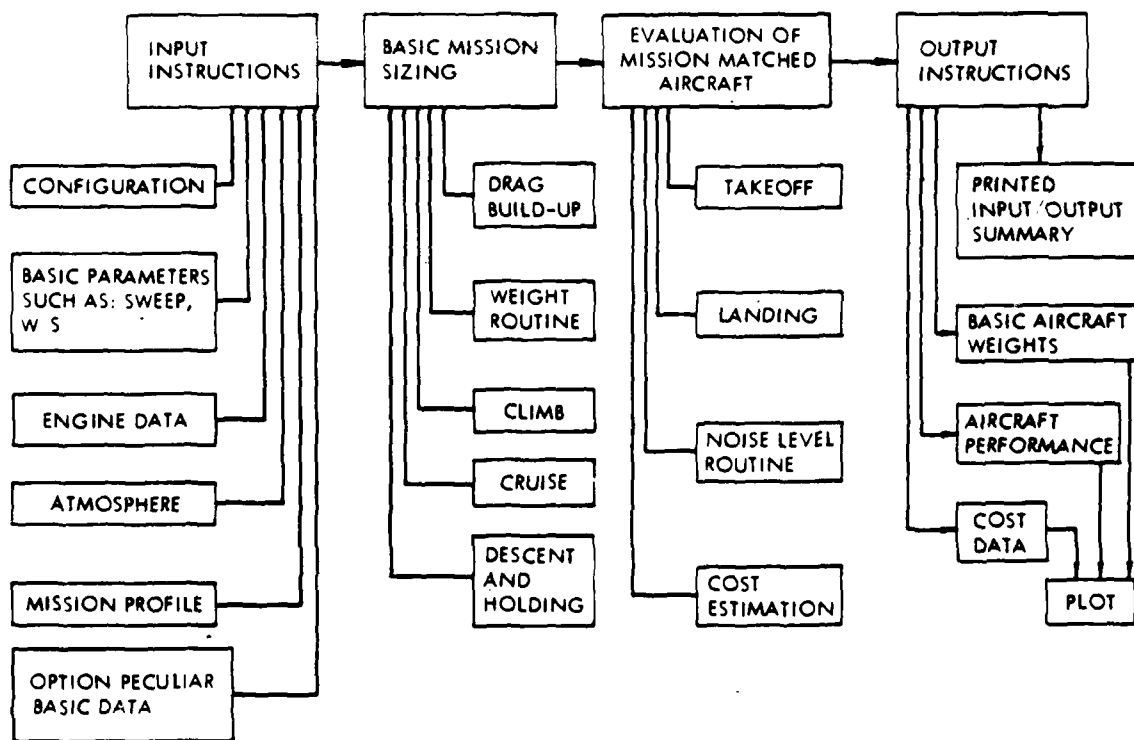 INPUT
INSTRUCTIONS
BASIC MISSION
SIZING
EVALUATION OF
MISSION MATCHED
AIRCRAFT
OUTPUT
INSTRUCTIONS
CONFIGURATION
BASIC PARAMETERS
SUCH AS: SWEEP,
W S
ENGINE DATA
ATMOSPHERE
MISSION PROFILE
OPTION PECULIAR
BASIC DATA
DRAG
BUILD-UP
WEIGHT
ROUTINE
CLIMB
CRUISE
DESCENT
AND
HOLDING
TAKEOFF
LANDING
NOISE LEVEL
ROUTINE
COST
ESTIMATION
PRINTED
INPUT/OUTPUT
SUMMARY
BASIC AIRCRAFT
WEIGHTS
AIRCRAFT
PERFORMANCE
COST
DATA
PLOT